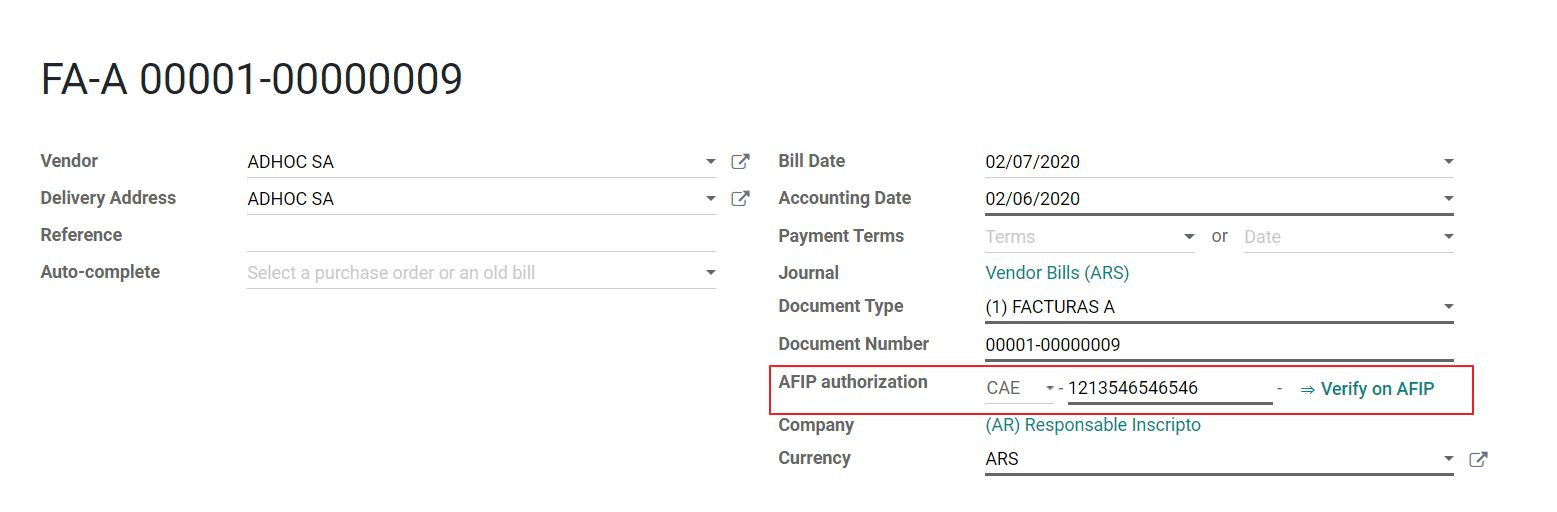 FA-A 00001-00000009
Vendor ADHOC SA
Delivery Address ADHOC SA
Reference
Auto-complete Select a purchase order or an old bill
Bill Date 02/07/2020
Accounting Date 02/06/2020
Payment Terms Terms or Date
Journal Vendor Bills (ARS)
Document Type (1) FACTURAS A
Document Number 00001-00000009
AFIP authorization CAE - 1213546546546 - ⇒ Verify on AFIP
Company (AR) Responsable Inscripto
Currency ARS